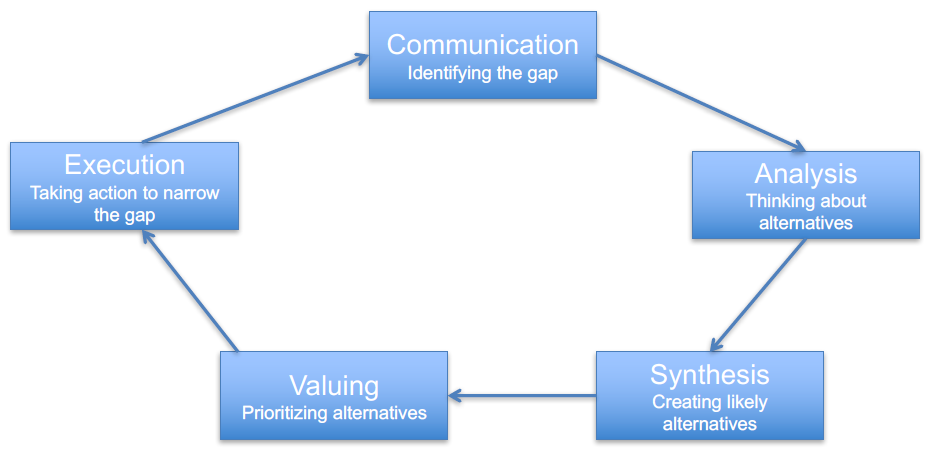 Communication
Identifying the gap
Analysis
Thinking about
alternatives
Synthesis
Creating likely
alternatives
Valuing
Prioritizing alternatives
Execution
Taking action to narrow
the gap